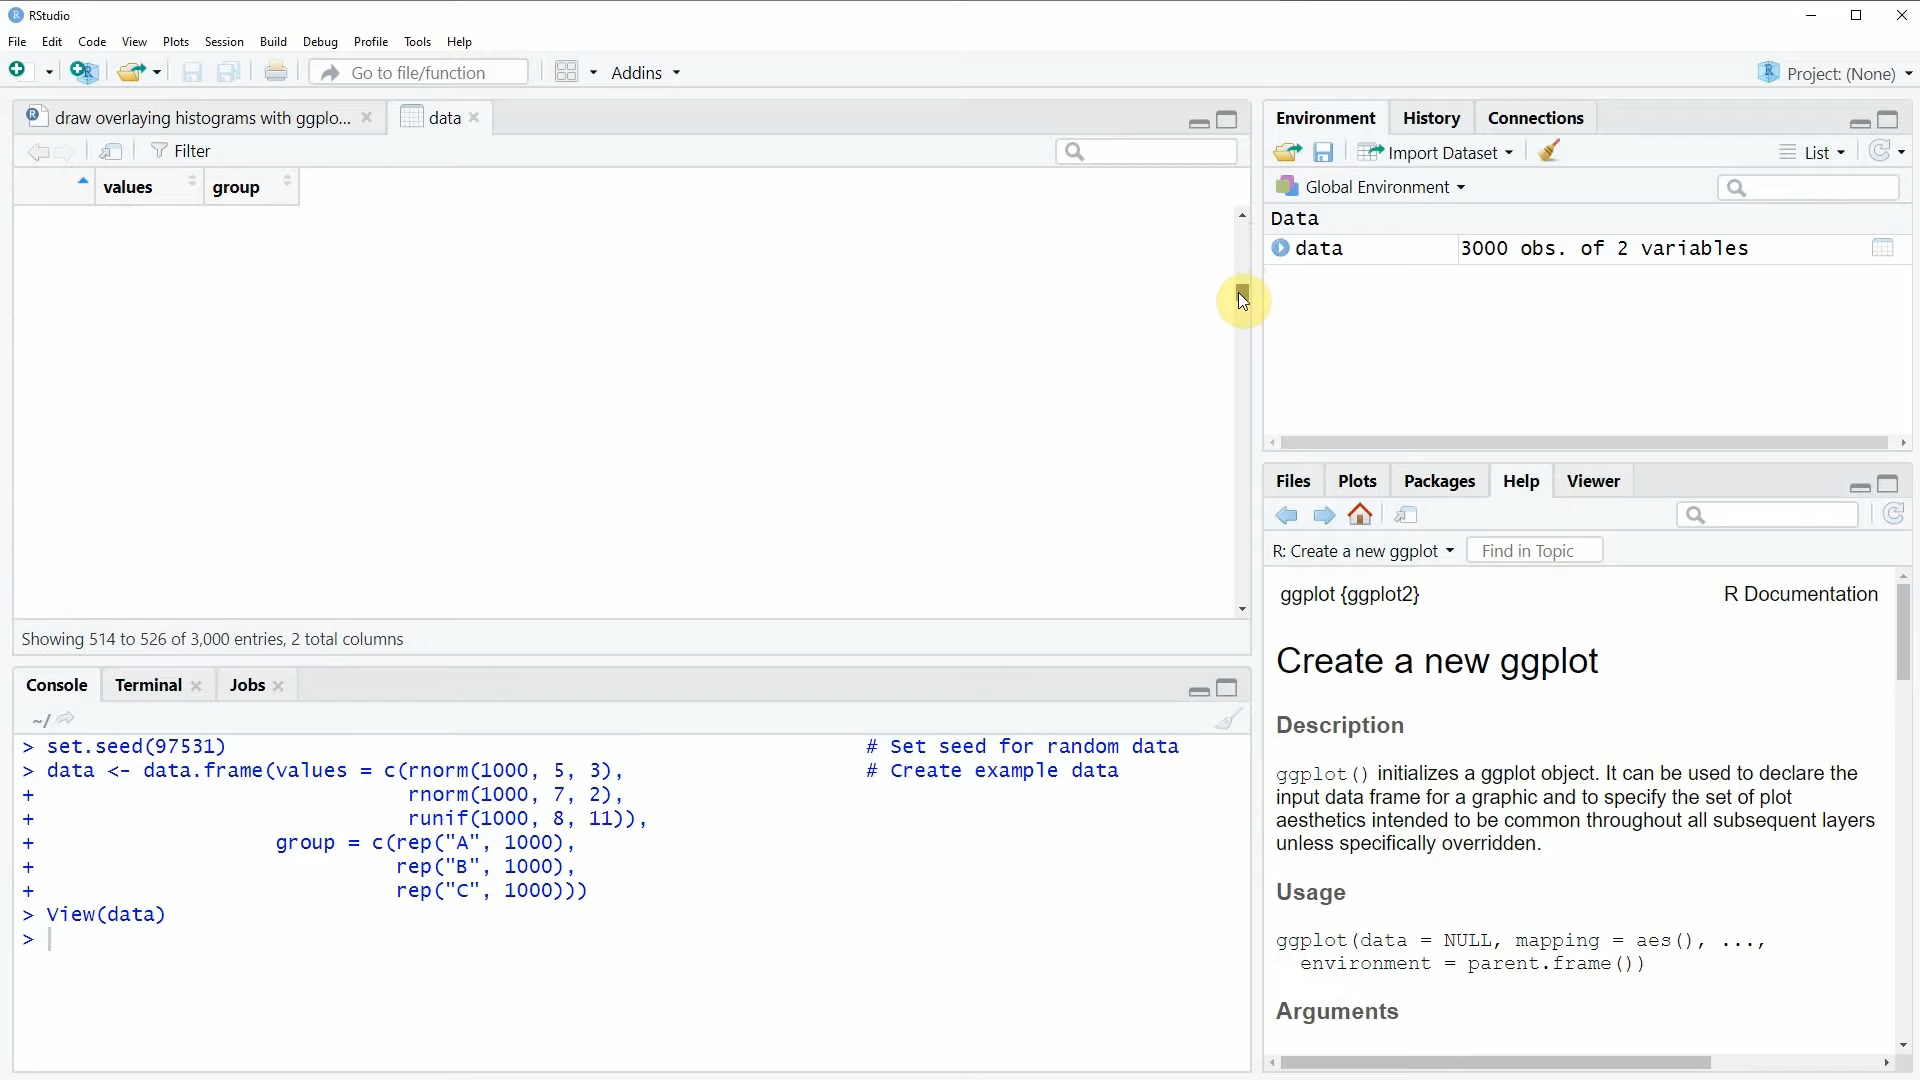 RStudio
File Edit Code View Plots Session Build Debug Profile Tools Help
Go to file/function Addins Project: (None)
draw overlaying histograms with ggplo... data
Filter
values group
Showing 514 to 526 of 3,000 entries, 2 total columns
Console Terminal Jobs
~/
> set.seed(97531) # Set seed for random data
> data <- data.frame(values = c(rnorm(1000, 5, 3), # Create example data
+ rnorm(1000, 7, 2),
+ runif(1000, 8, 11)),
+ group = c(rep("A", 1000),
+ rep("B", 1000),
+ rep("C", 1000)))
> View(data)
>
Environment History Connections
Import Dataset List
Global Environment
Data
data 3000 obs. of 2 variables
Files Plots Packages Help Viewer
R: Create a new ggplot Find in Topic
ggplot {ggplot2} R Documentation
Create a new ggplot
Description
ggplot() initializes a ggplot object. It can be used to declare the
input data frame for a graphic and to specify the set of plot
aesthetics intended to be common throughout all subsequent layers
unless specifically overridden.
Usage
ggplot(data = NULL, mapping = aes(), ...,
environment = parent.frame())
Arguments